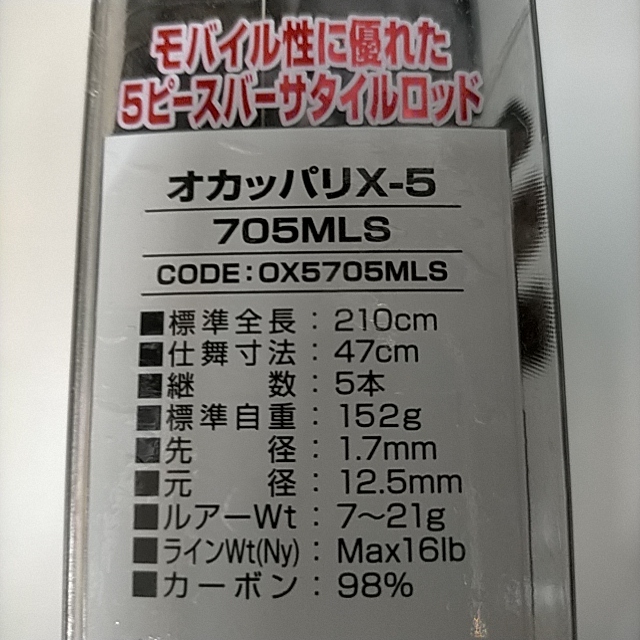 モバイル性に優れた
5ピースバーサタイルロッド
オカッパリX-5
705MLS
CODE:OX5705MLS
■標準全長:210cm
■仕舞寸法:47cm
■継数:5本
■標準自重:152g
■先径:1.7mm
■元径:12.5mm
■ルアーWt:7〜21g
■ラインWt(Ny):Max16lb
■カーボン:98%